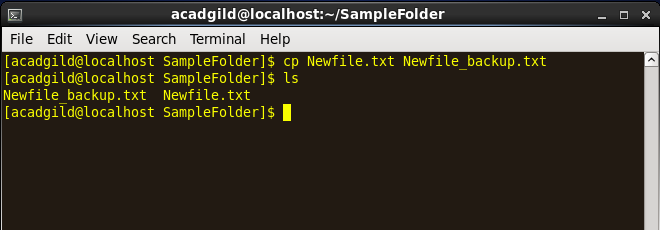 acadgild@localhost:~/SampleFolder
File Edit View Search Terminal Help
[acadgild@localhost SampleFolder]$ cp Newfile.txt Newfile_backup.txt
[acadgild@localhost SampleFolder]$ ls
Newfile_backup.txt  Newfile.txt
[acadgild@localhost SampleFolder]$